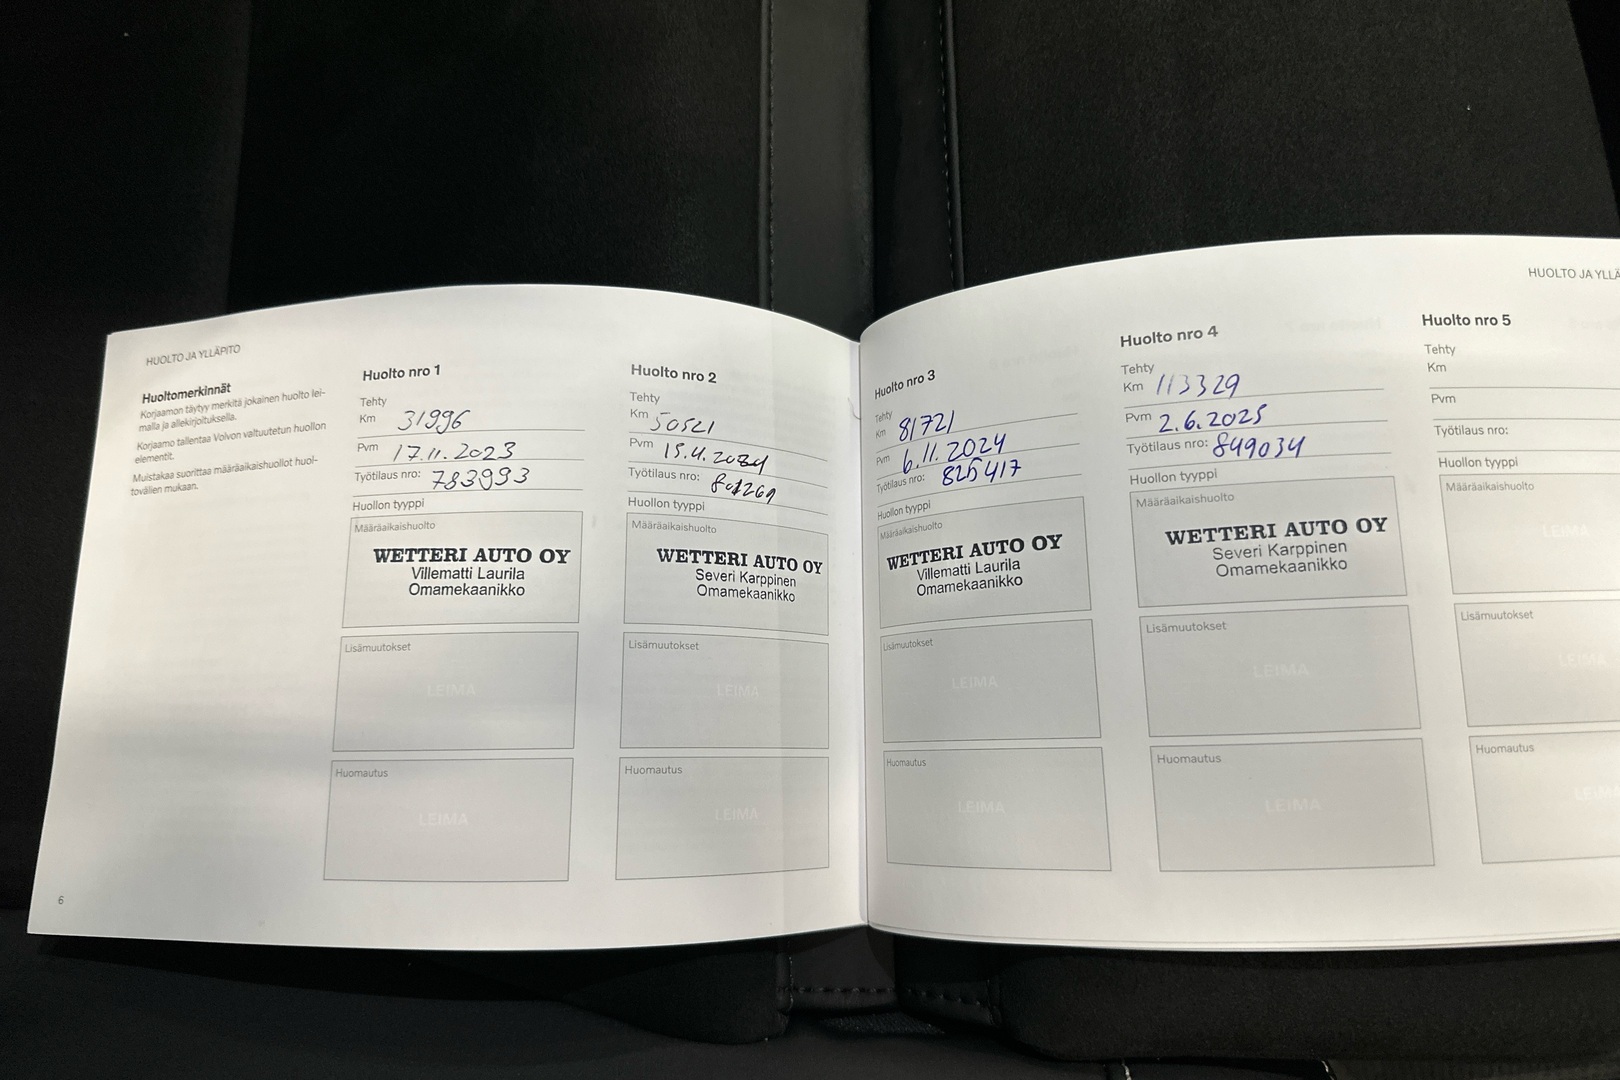 HUOLTO JA YLLÄPITO
Huoltomerkinnät
Korjaamon täytyy merkitä jokainen huolto lei-
malla ja allekirjoituksella.
Korjaamo tallentaa Volvon valtuutetun huollon
elementit.
Muistakaa suorittaa määräaikaishuollot huol-
tovälien mukaan.
6
Huolto nro 1
Tehty
Km 31996
Pvm 17.11.2023
Työtilaus nro: 783993
Huollon tyyppi
Määräaikaishuolto
WETTERI AUTO OY
Villematti Laurila
Omamekaanikko
Lisämuutokset
LEIMA
Huomautus
LEIMA
Huolto nro 2
Tehty
Km 50521
Pvm 15.4.2024
Työtilaus nro: 801269
Huollon tyyppi
Määräaikaishuolto
WETTERI AUTO OY
Severi Karppinen
Omamekaanikko
Lisämuutokset
LEIMA
Huomautus
LEIMA
Huolto nro 3
Tehty
Km 81721
Pvm 6.11.2024
Työtilaus nro: 825417
Huollon tyyppi
Määräaikaishuolto
WETTERI AUTO OY
Villematti Laurila
Omamekaanikko
Lisämuutokset
LEIMA
Huomautus
LEIMA
Huolto nro 4
Tehty
Km 113329
Pvm 2.6.2025
Työtilaus nro: 849034
Huollon tyyppi
Määräaikaishuolto
WETTERI AUTO OY
Severi Karppinen
Omamekaanikko
Lisämuutokset
LEIMA
Huomautus
LEIMA
HUOLTO JA YLLÄ
Huolto nro 5
Tehty
Km
Pvm
Työtilaus nro:
Huollon tyyppi
Määräaikaishuolto
LEIMA
Lisämuutokset
LEIMA
Huomautus
LEIMA